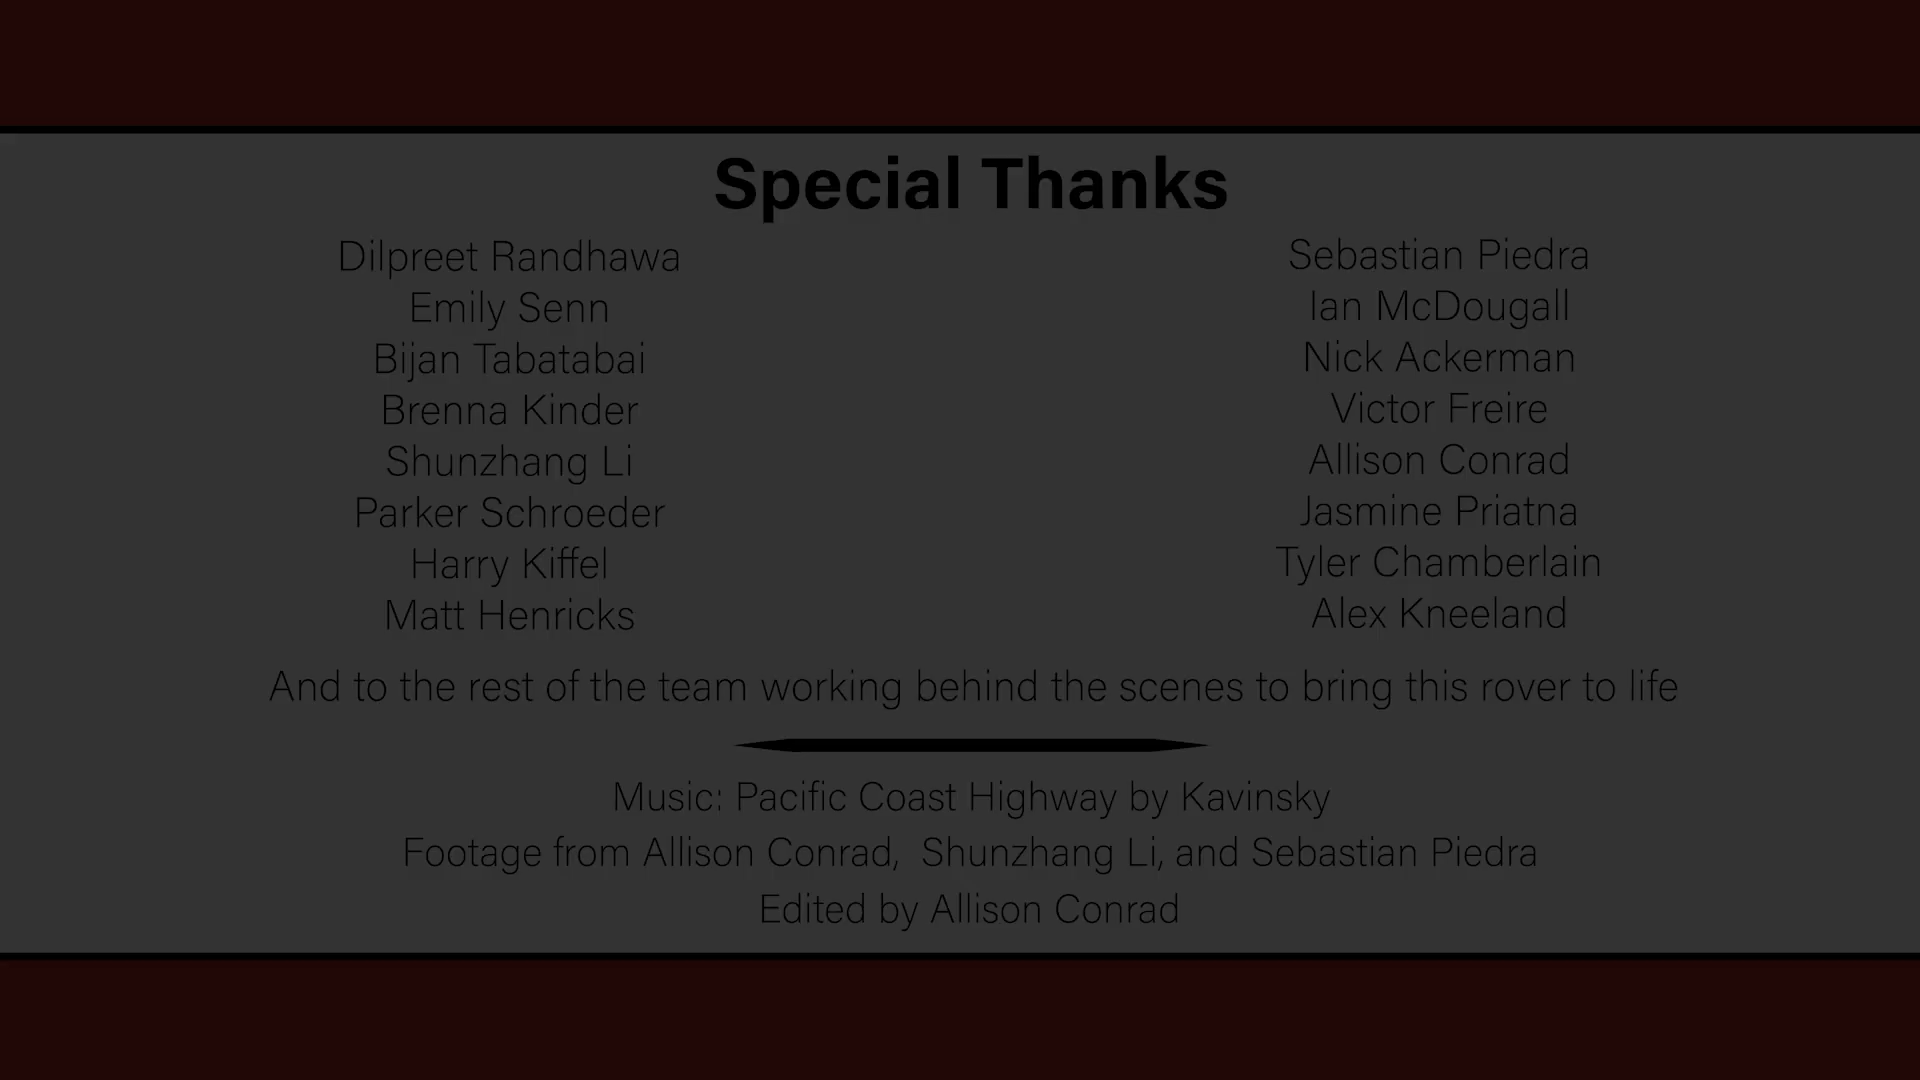 Special Thanks
Dilpreet Randhawa
Emily Senn
Bijan Tabatabai
Brenna Kinder
Shunzhang Li
Parker Schroeder
Harry Kiffel
Matt Henricks
Sebastian Piedra
Ian McDougall
Nick Ackerman
Victor Freire
Allison Conrad
Jasmine Priatna
Tyler Chamberlain
Alex Kneeland
And to the rest of the team working behind the scenes to bring this rover to life
Music: Pacific Coast Highway by Kavinsky
Footage from Allison Conrad,  Shunzhang Li, and Sebastian Piedra
Edited by Allison Conrad